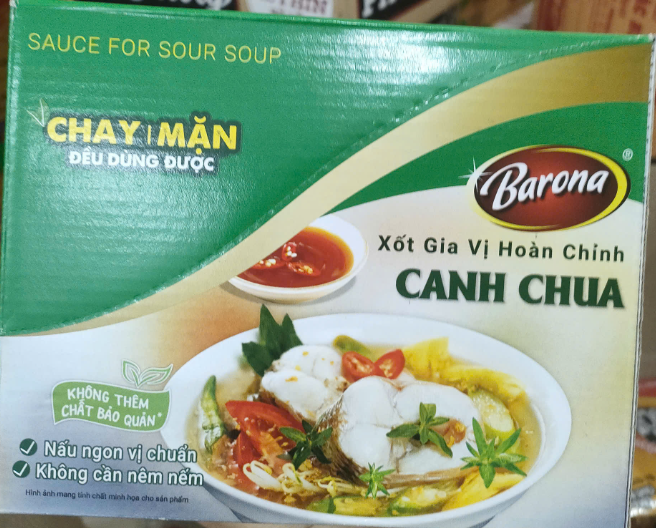 SAUCE FOR SOUR SOUP
CHAY | MẶN
ĐỀU DÙNG ĐƯỢC
Barona ®
Xốt Gia Vị Hoàn Chỉnh
CANH CHUA
KHÔNG THÊM
CHẤT BẢO QUẢN*
Nấu ngon vị chuẩn
Không cần nêm nếm
Hình ảnh mang tính chất minh họa cho sản phẩm